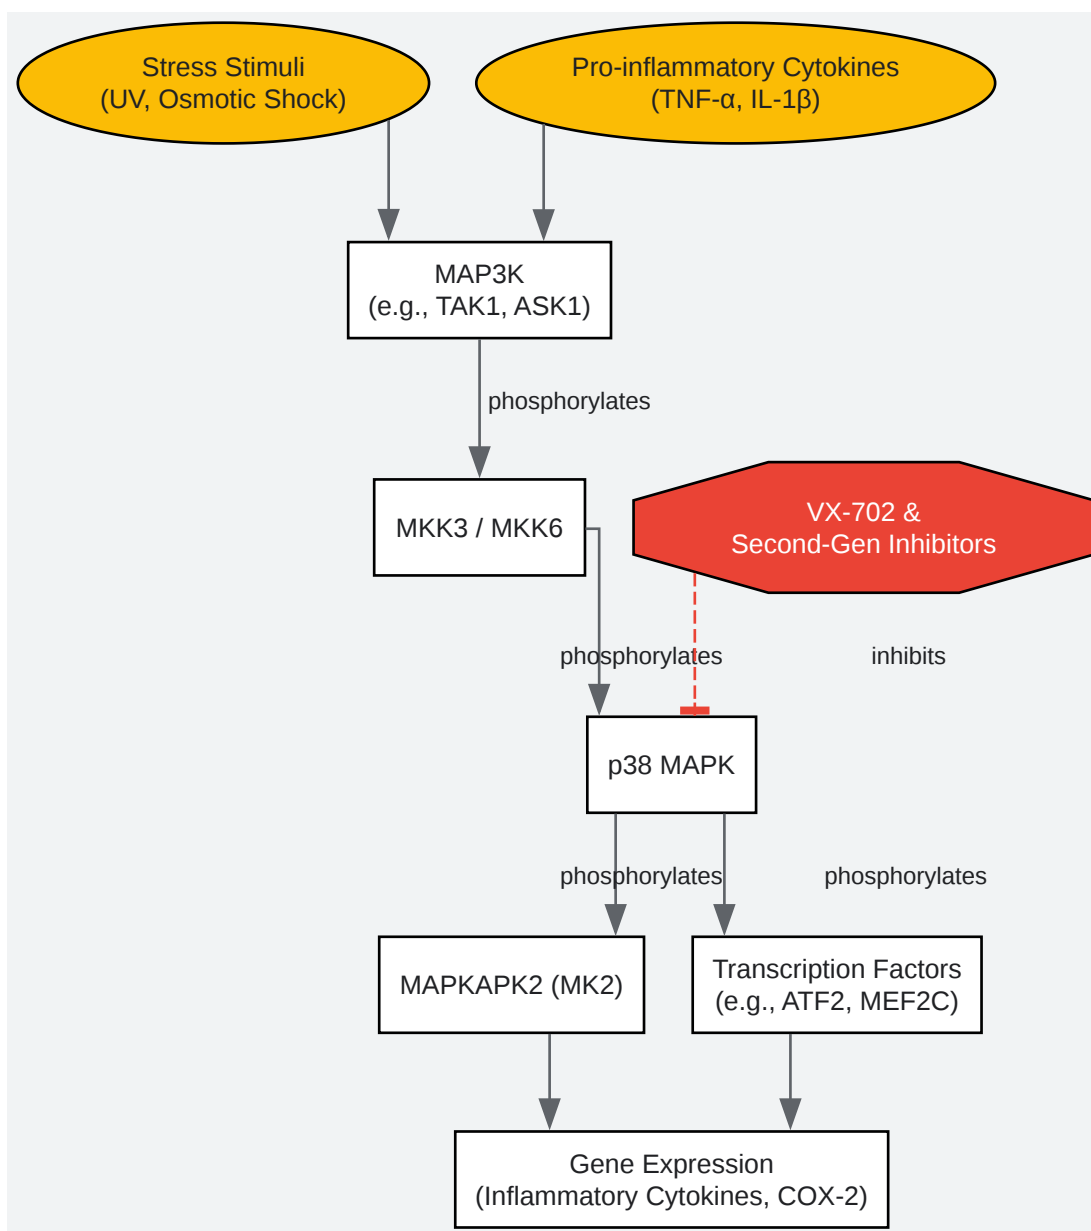 Stress Stimuli
(UV, Osmotic Shock)
Pro-inflammatory Cytokines
(TNF-α, IL-1β)
MAP3K
(e.g., TAK1, ASK1)
phosphorylates
MKK3 / MKK6
VX-702 &
Second-Gen Inhibitors
phosphorylates
inhibits
p38 MAPK
phosphorylates
phosphorylates
MAPKAPK2 (MK2)
Transcription Factors
(e.g., ATF2, MEF2C)
Gene Expression
(Inflammatory Cytokines, COX-2)